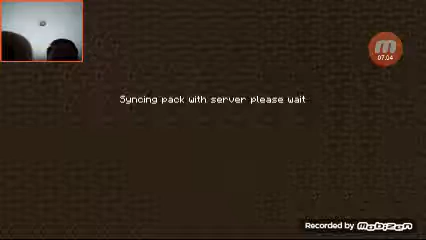 07:04
Syncing pack with server please wait
Recorded by mobizen